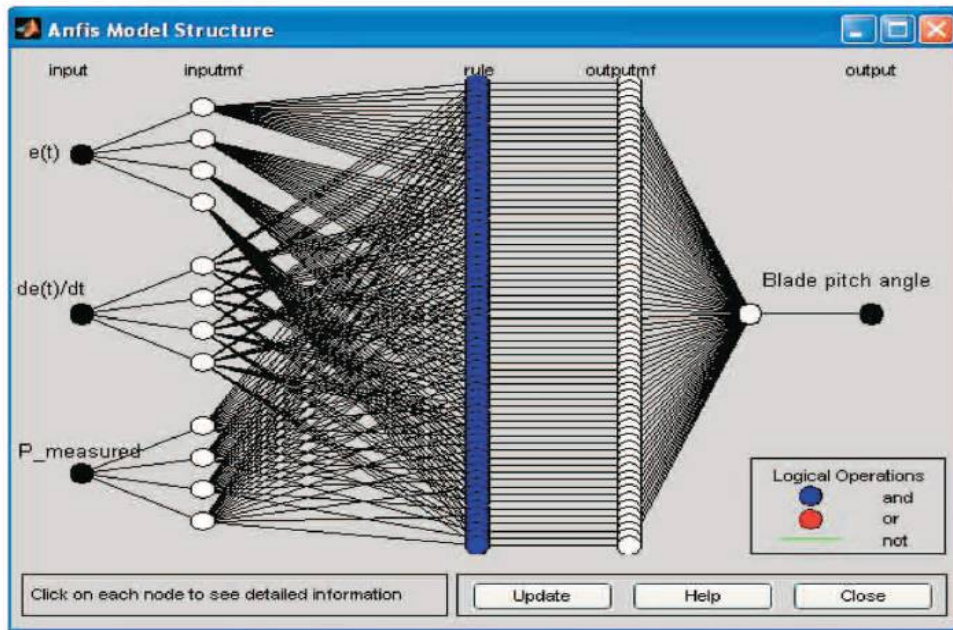 Anfis Model Structure
input inputmf rule outputmf output
e(t)
de(t)/dt
Blade pitch angle
P_measured
Logical Operations
and
or
not
Click on each node to see detailed information
Update Help Close